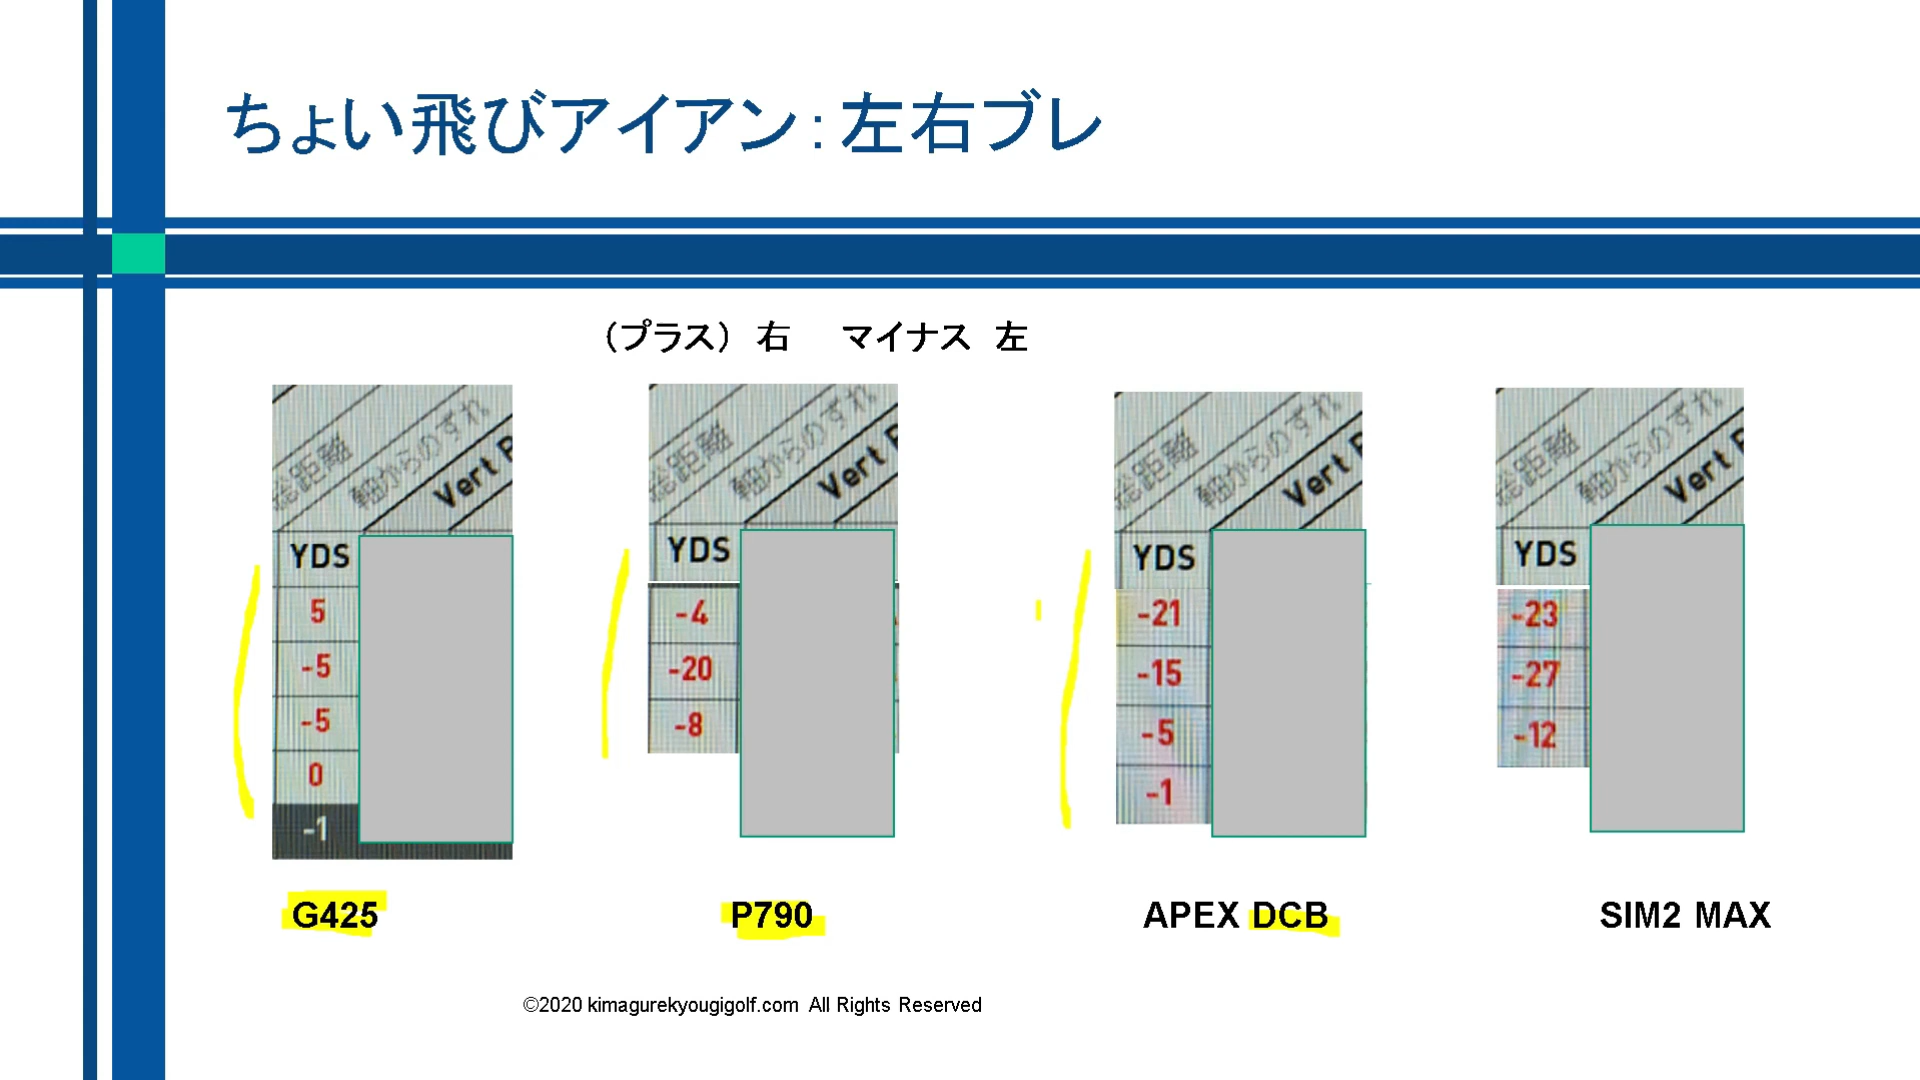 ちょい飛びアイアン：左右ブレ
（プラス） 右　マイナス　左
総距離 軸からのずれ Vert
YDS
5
-5
-5
0
-1
G425
総距離 軸からのずれ Vert
YDS
-4
-20
-8
P790
総距離 軸からのずれ Vert
YDS
-21
-15
-5
-1
APEX DCB
総距離 軸からのずれ Vert
YDS
-23
-27
-12
SIM2 MAX
©2020 kimagurekyougigolf.com All Rights Reserved